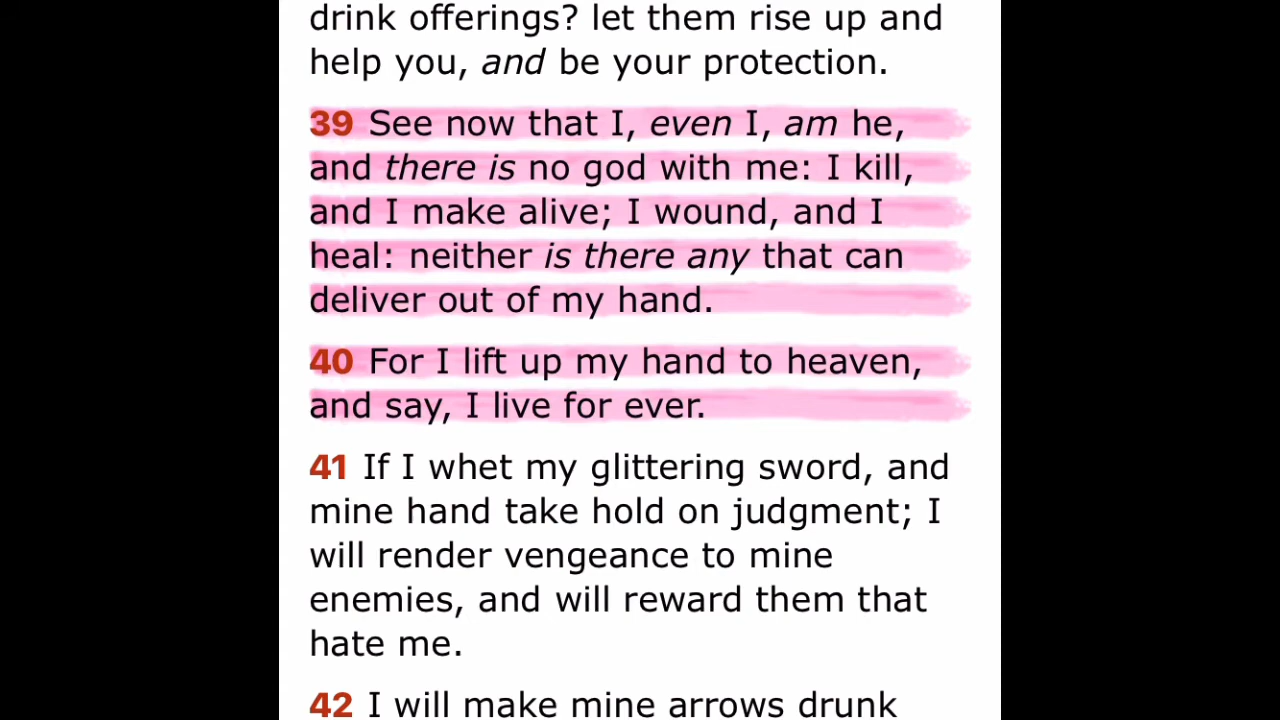 drink offerings? let them rise up and
help you, and be your protection.
39 See now that I, even I, am he,
and there is no god with me: I kill,
and I make alive; I wound, and I
heal: neither is there any that can
deliver out of my hand.
40 For I lift up my hand to heaven,
and say, I live for ever.
41 If I whet my glittering sword, and
mine hand take hold on judgment; I
will render vengeance to mine
enemies, and will reward them that
hate me.
42 I will make mine arrows drunk